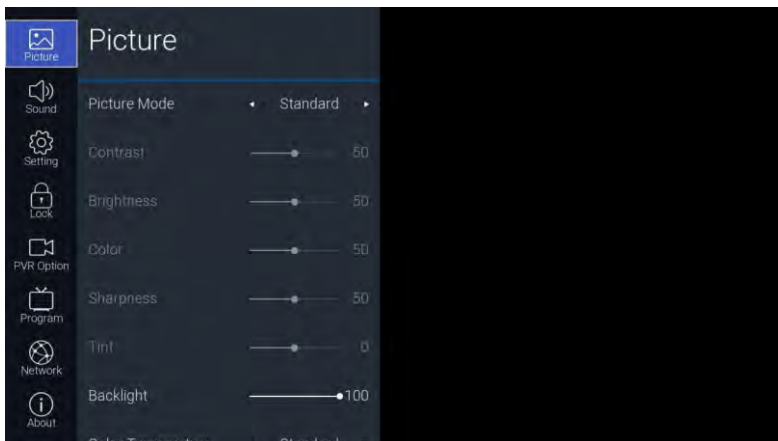 Picture
Sound
Setting
Lock
PVR Option
Program
Network
About
Picture
Picture Mode Standard
Contrast 50
Brightness 50
Color 50
Sharpness 50
Tint 0
Backlight 100